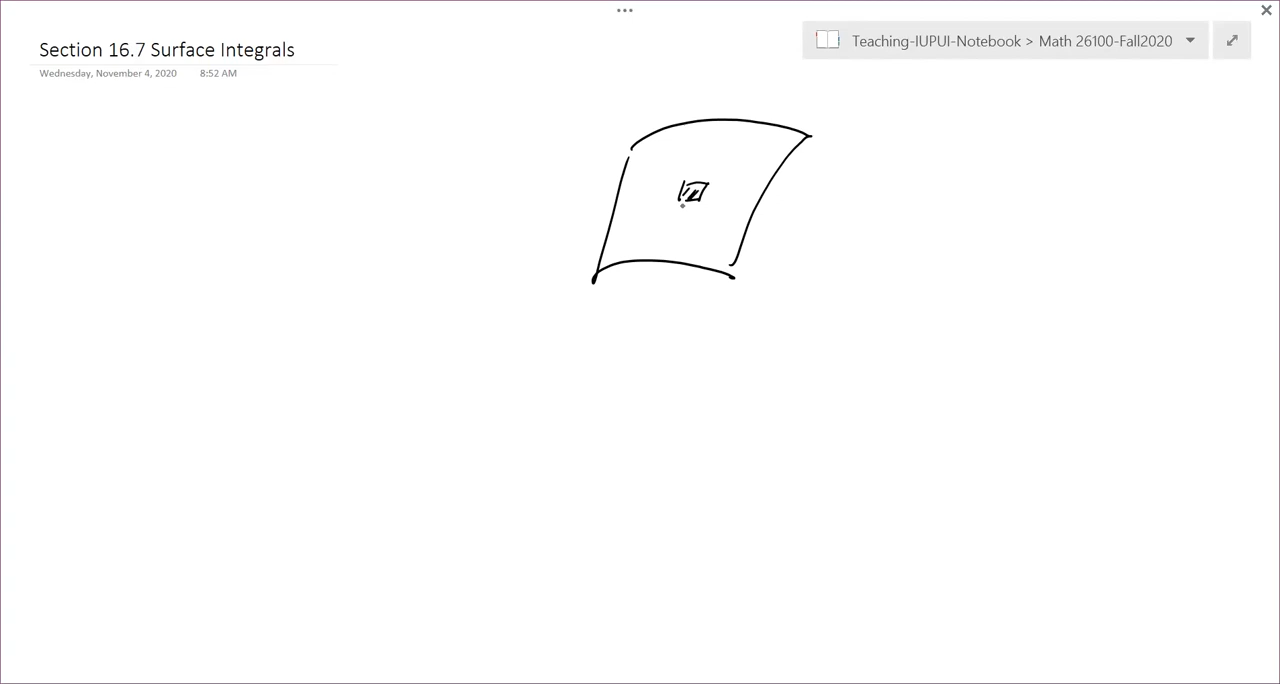 Section 16.7 Surface Integrals
Teaching-IUPUI-Notebook > Math 26100-Fall2020
Wednesday, November 4, 2020 8:52 AM